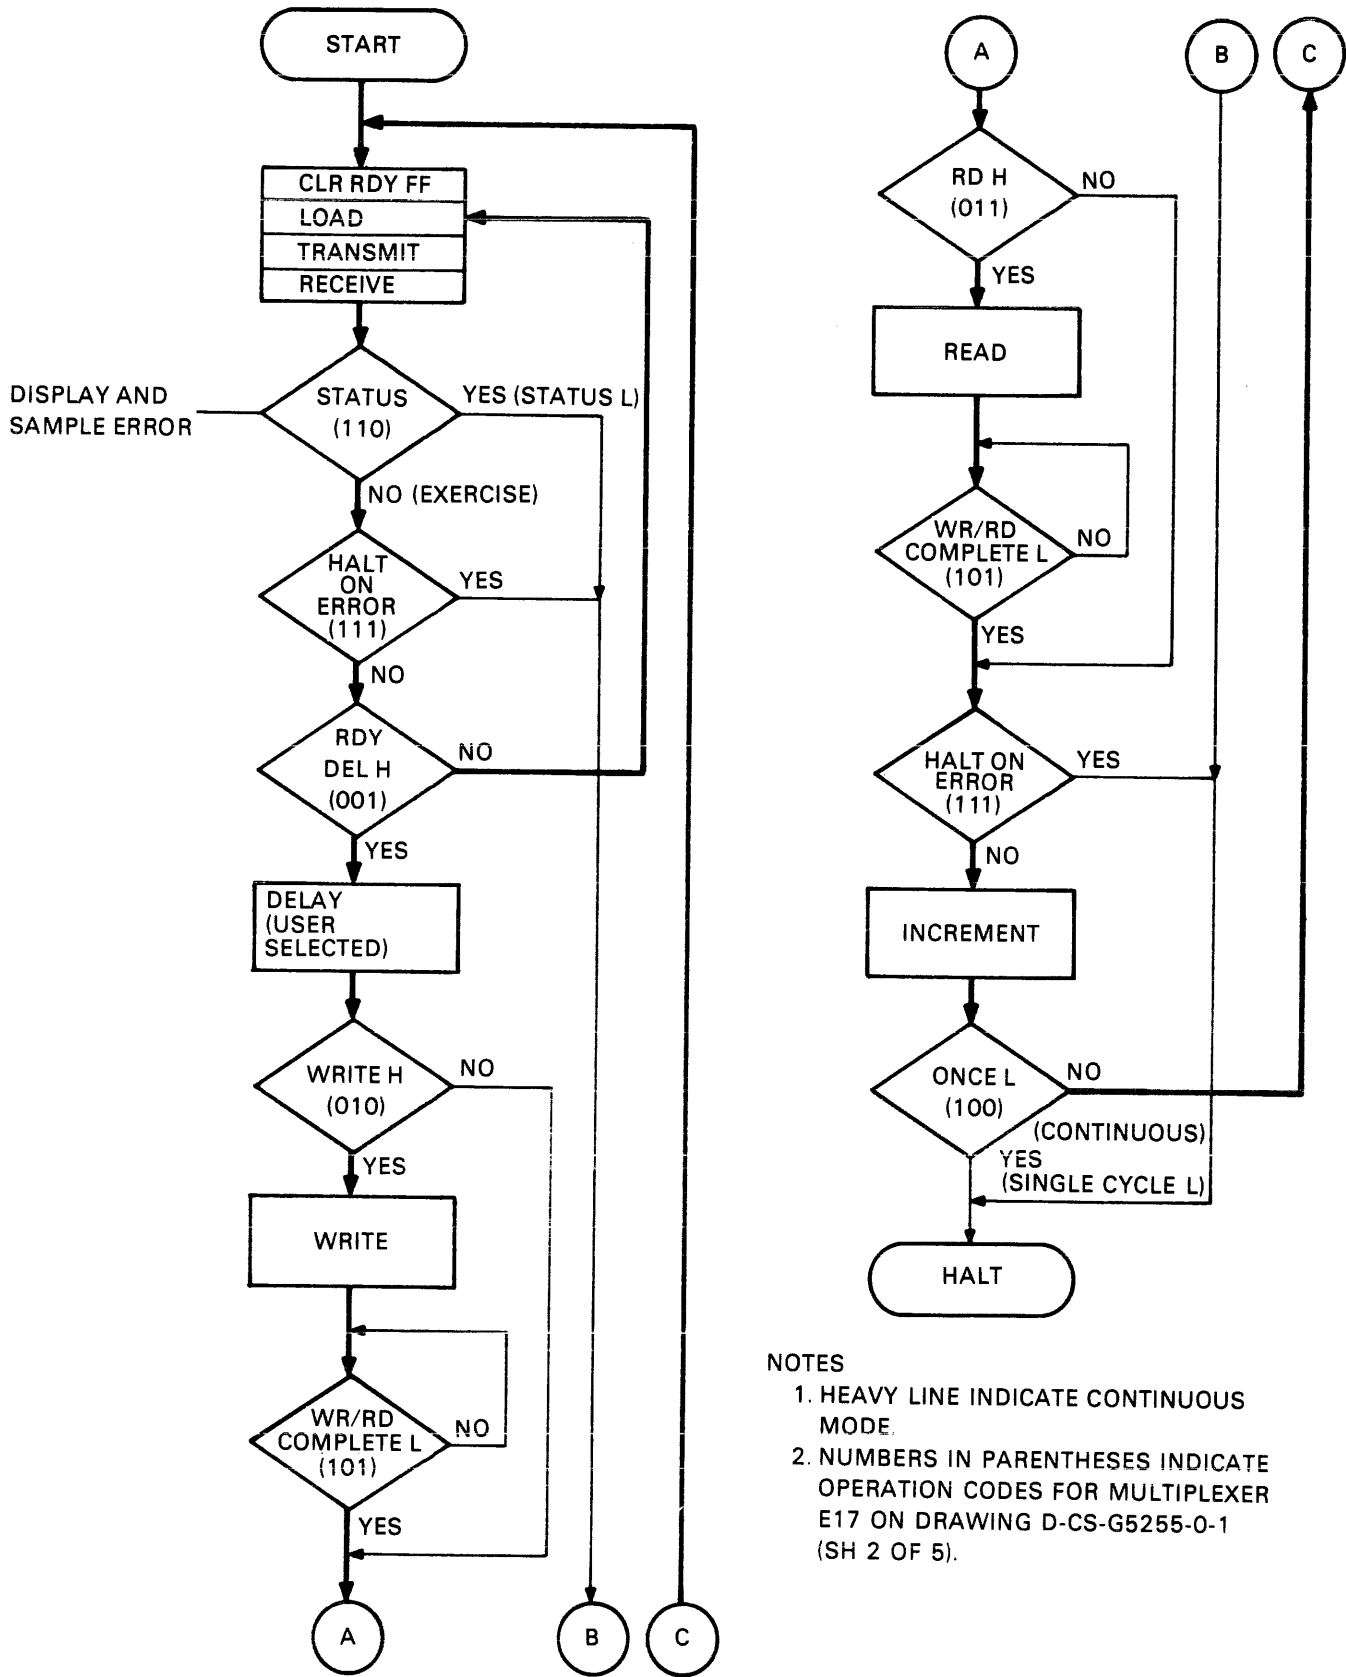 START
CLR RDY FF
LOAD
TRANSMIT
RECEIVE
DISPLAY AND
SAMPLE ERROR
STATUS
(110)
YES (STATUS L)
NO (EXERCISE)
HALT
ON
ERROR
(111)
YES
NO
RDY
DEL H
(001)
NO
YES
DELAY
(USER
SELECTED)
WRITE H
(010)
NO
YES
WRITE
WR/RD
COMPLETE L
(101)
NO
YES
A
B
C
A
B
C
RD H
(011)
NO
YES
READ
WR/RD
COMPLETE L
(101)
NO
YES
HALT ON
ERROR
(111)
YES
NO
INCREMENT
ONCE L
(100)
NO
(CONTINUOUS)
YES
(SINGLE CYCLE L)
HALT
NOTES
1. HEAVY LINE INDICATE CONTINUOUS
MODE.
2. NUMBERS IN PARENTHESES INDICATE
OPERATION CODES FOR MULTIPLEXER
E17 ON DRAWING D-CS-G5255-0-1
(SH 2 OF 5).